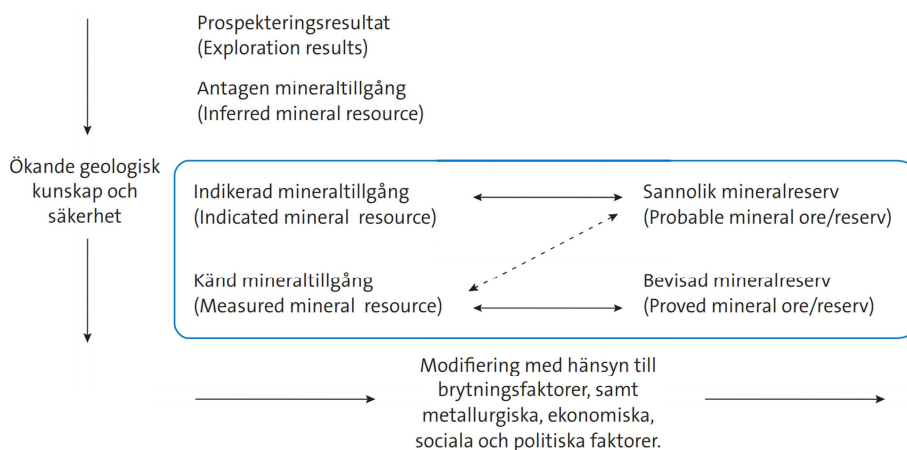 Prospekteringsresultat
(Exploration results)
Antagen mineraltillgång
(Inferred mineral resource)
Ökande geologisk
kunskap och
säkerhet
Indikerad mineraltillgång
(Indicated mineral resource)
Sannolik mineralreserv
(Probable mineral ore/reserv)
Känd mineraltillgång
(Measured mineral resource)
Bevisad mineralreserv
(Proved mineral ore/reserv)
Modifiering med hänsyn till
brytningsfaktorer, samt
metallurgiska, ekonomiska,
sociala och politiska faktorer.